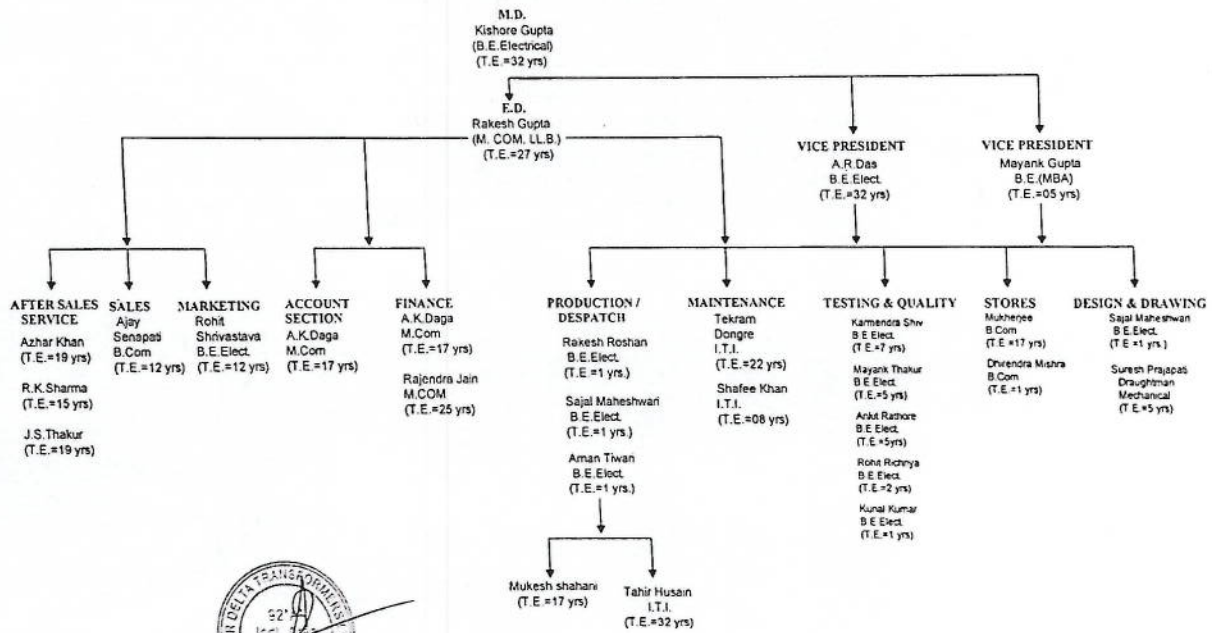 M.D.
Kishore Gupta
(B.E.Electrical)
(T.E.=32 yrs)
E.D.
Rakesh Gupta
(M. COM, LL.B.)
(T.E.=27 yrs)
VICE PRESIDENT
A.R.Das
B.E.Elect.
(T.E.=32 yrs)
VICE PRESIDENT
Mayank Gupta
B.E.(MBA)
(T.E.=05 yrs)
AFTER SALES
SERVICE
Azhar Khan
(T.E.=19 yrs)
R.K.Sharma
(T.E.=15 yrs)
J.S.Thakur
(T.E.=19 yrs)
SALES
Ajay
Senapati
B.Com
(T.E.=12 yrs)
MARKETING
Rohit
Shrivastava
B.E.Elect.
(T.E.=12 yrs)
ACCOUNT
SECTION
A.K.Daga
M.Com
(T.E.=17 yrs)
FINANCE
A.K.Daga
M.Com
(T.E.=17 yrs)
Rajendra Jain
M.COM
(T.E.=25 yrs)
PRODUCTION /
DESPATCH
Rakesh Roshan
B.E.Elect.
(T.E.=1 yrs.)
Sajal Maheshwari
B.E.Elect.
(T.E.=1 yrs.)
Aman Tiwari
B.E.Elect.
(T.E.=1 yrs.)
Mukesh shahani
(T.E.=17 yrs)
Tahir Husain
I.T.I.
(T.E.=32 yrs)
MAINTENANCE
Tekram
Dongre
I.T.I.
(T.E.=22 yrs)
Shafee Khan
I.T.I.
(T.E.=08 yrs)
TESTING & QUALITY
Karmendra Shriv
B E Elect.
(T.E.=7 yrs)
Mayank Thakur
B E Elect.
(T.E.=5 yrs)
Ankit Rathore
B E Elect.
(T.E.=5yrs)
Rohit Richriya
B E Elect.
(T.E.=2 yrs)
Kunal Kumar
B E Elect.
(T.E.=1 yrs)
STORES
Mukherjee
B.Com
(T.E.=17 yrs)
Dhirendra Mishra
B.Com
(T.E.=1 yrs)
DESIGN & DRAWING
Sajal Maheshwari
B E.Elect.
(T E.=1 yrs.)
Suresh Prajapati
Draughtman
Mechanical
(T E.=5 yrs)
DELTA TRANSFORMERS